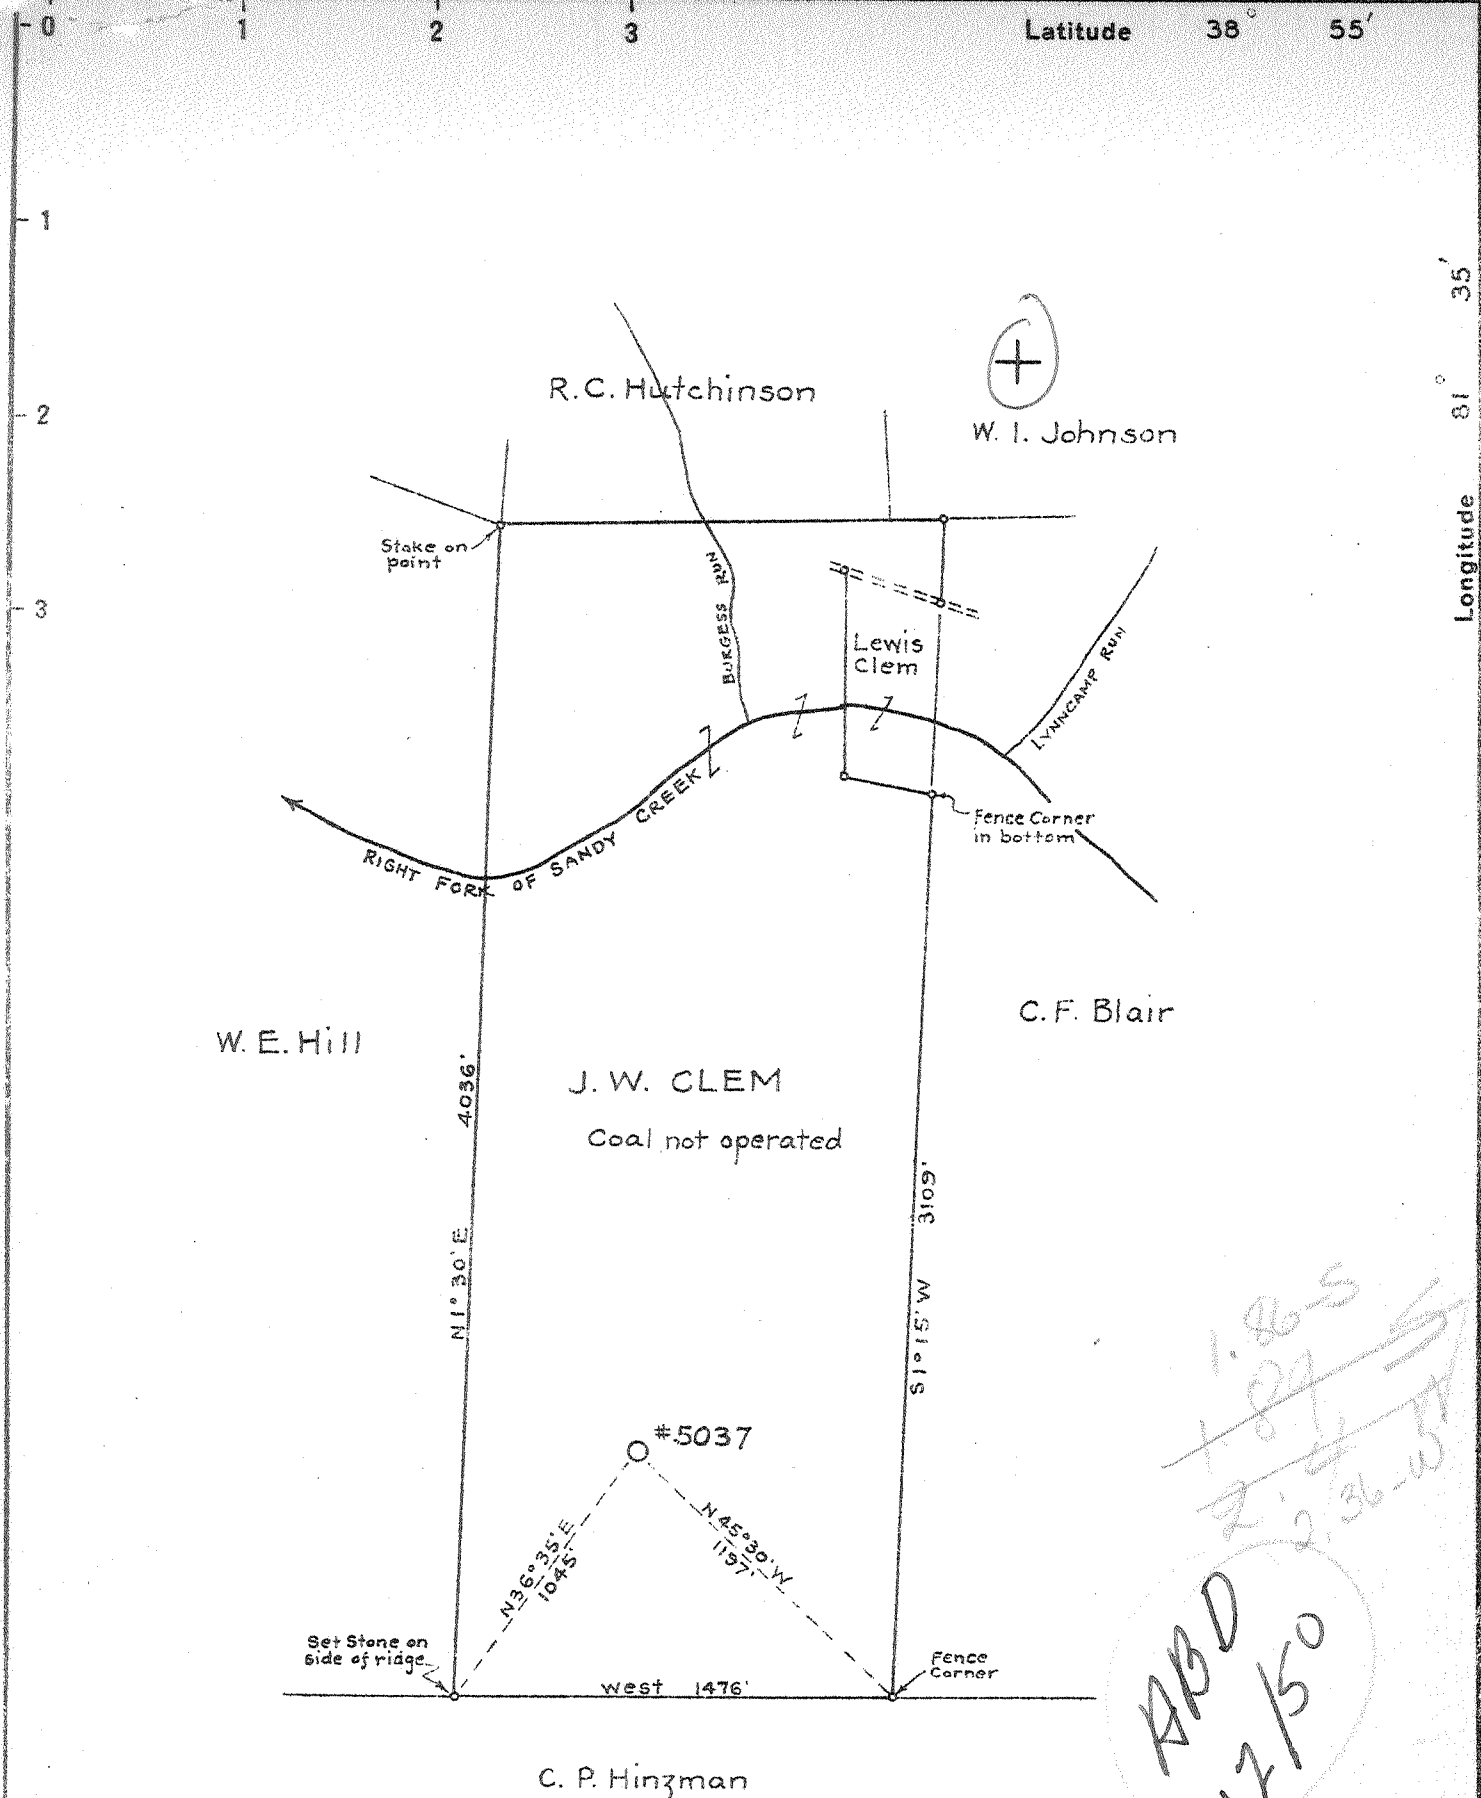 0 1 2 3 Latitude 38° 55'
1
2
3
Longitude 81° 35'
R.C. Hutchinson
W. I. Johnson
Stake on
point
BURGESS RUN
Lewis
Clem
LYNNCAMP RUN
Fence Corner
in bottom
RIGHT FORK OF SANDY CREEK
C.F. Blair
W. E. Hill
J. W. CLEM
Coal not operated
N 1° 30' E 4036'
S 1° 15' W 3109'
1.86-S
2.36-W
#5037
N 36° 35' E
1045'
N 45° 30' W
1197'
Set Stone on
side of ridge
Fence
Corner
West 1476'
ABD
C. P. Hinzman